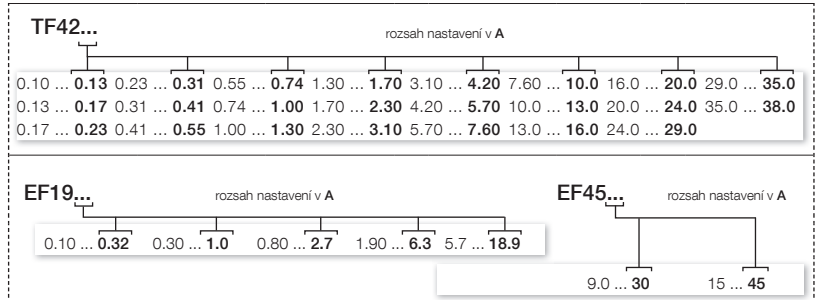 TF42...
rozsah nastavení v A
0.10 ... 0.13 0.23 ... 0.31 0.55 ... 0.74 1.30 ... 1.70 3.10 ... 4.20 7.60 ... 10.0 16.0 ... 20.0 29.0 ... 35.0
0.13 ... 0.17 0.31 ... 0.41 0.74 ... 1.00 1.70 ... 2.30 4.20 ... 5.70 10.0 ... 13.0 20.0 ... 24.0 35.0 ... 38.0
0.17 ... 0.23 0.41 ... 0.55 1.00 ... 1.30 2.30 ... 3.10 5.70 ... 7.60 13.0 ... 16.0 24.0 ... 29.0
EF19...
rozsah nastavení v A
0.10 ... 0.32 0.30 ... 1.0 0.80 ... 2.7 1.90 ... 6.3 5.7 ... 18.9
EF45...
rozsah nastavení v A
9.0 ... 30 15 ... 45